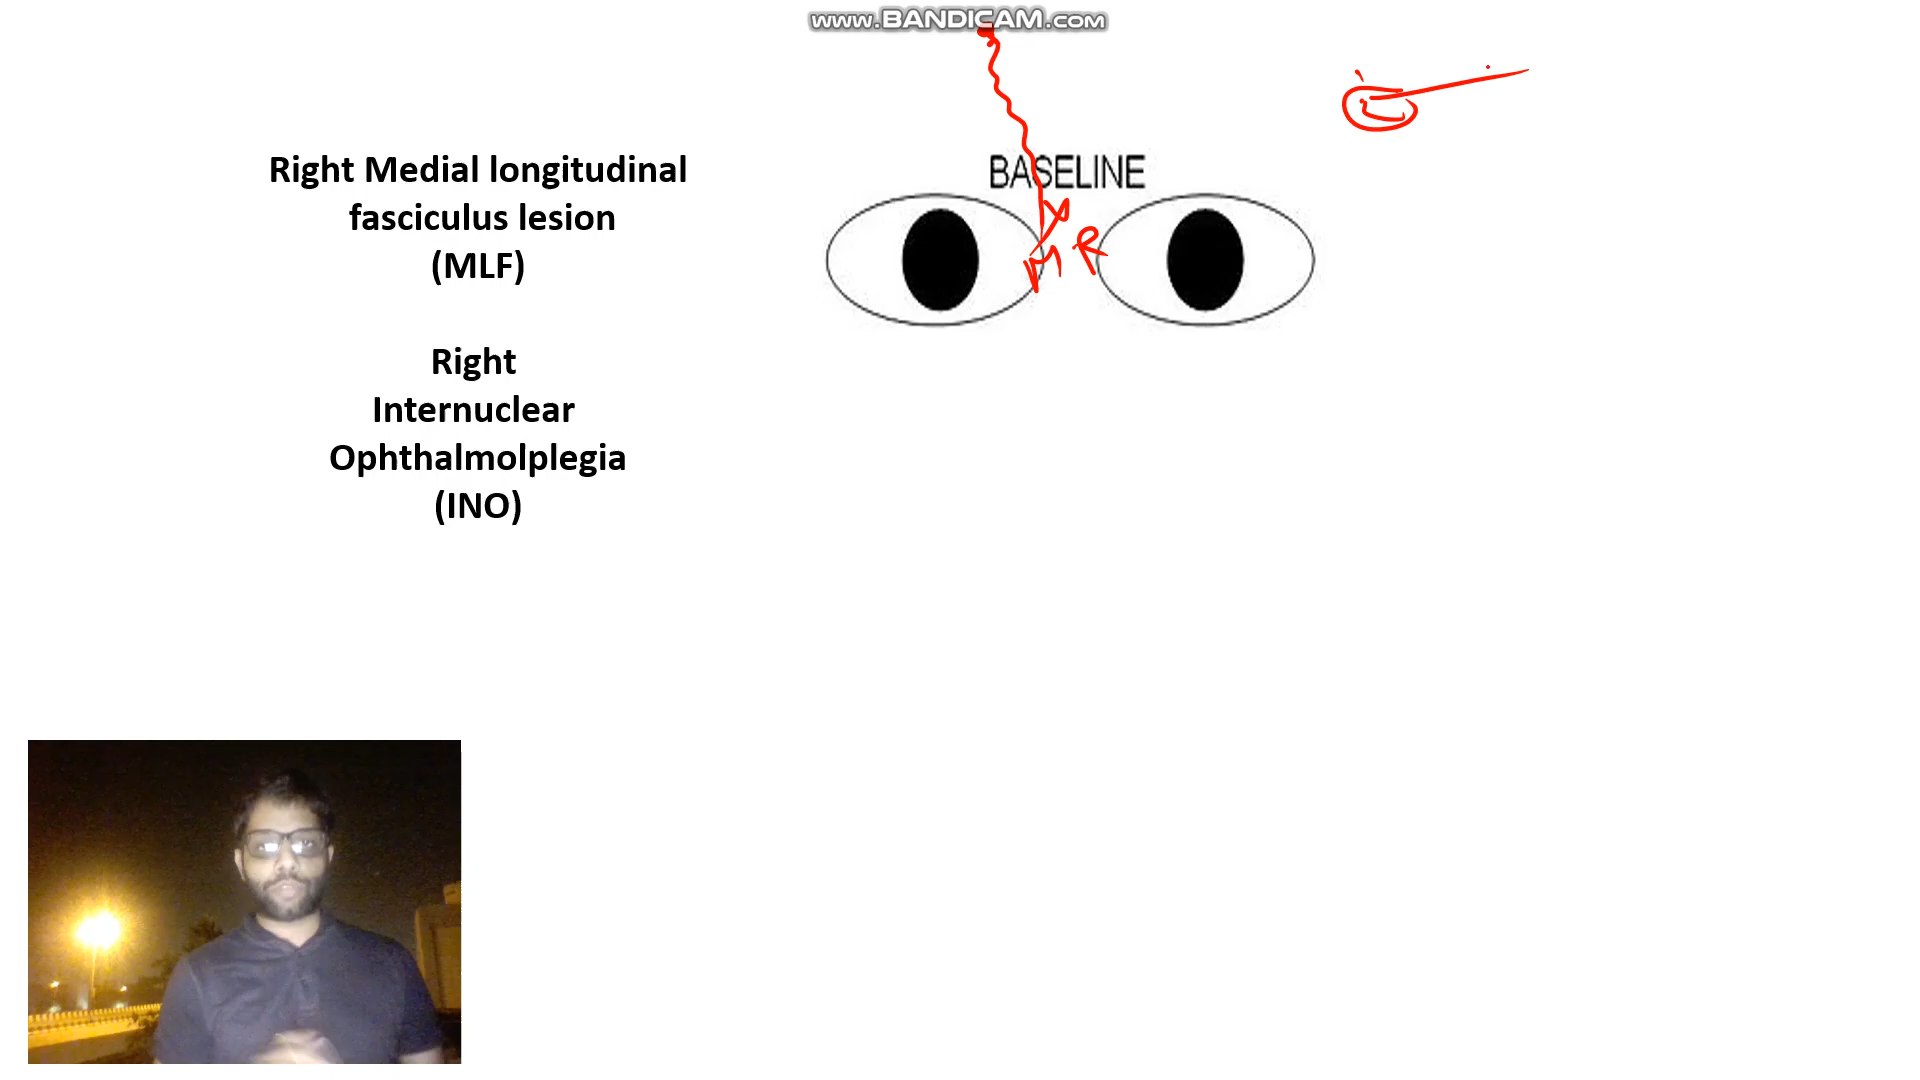 www.BANDICAM.com
Right Medial longitudinal
fasciculus lesion
(MLF)
BASELINE
MR
Right
Internuclear
Ophthalmolplegia
(INO)